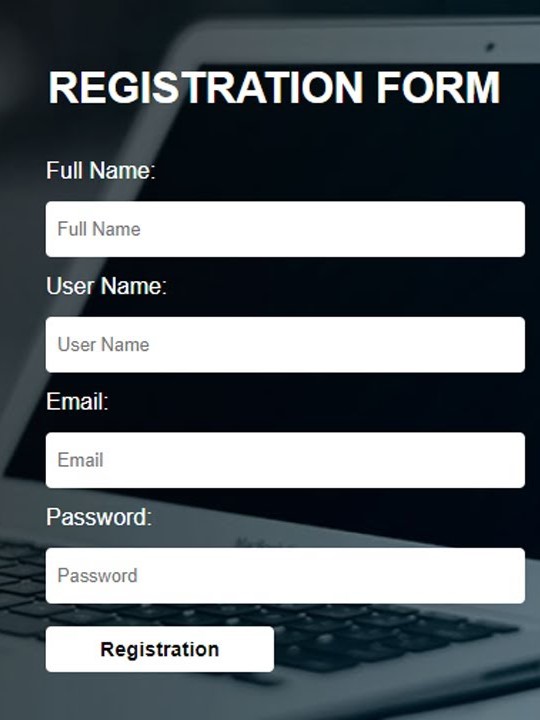 REGISTRATION FORM
Full Name:
Full Name
User Name:
User Name
Email:
Email
Password:
Password
Registration